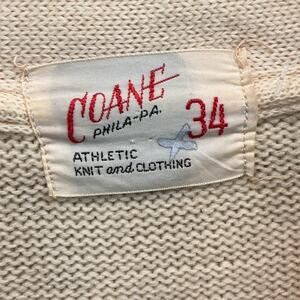 COANE
PHILA-PA.
34
ATHLETIC
KNIT and CLOTHING